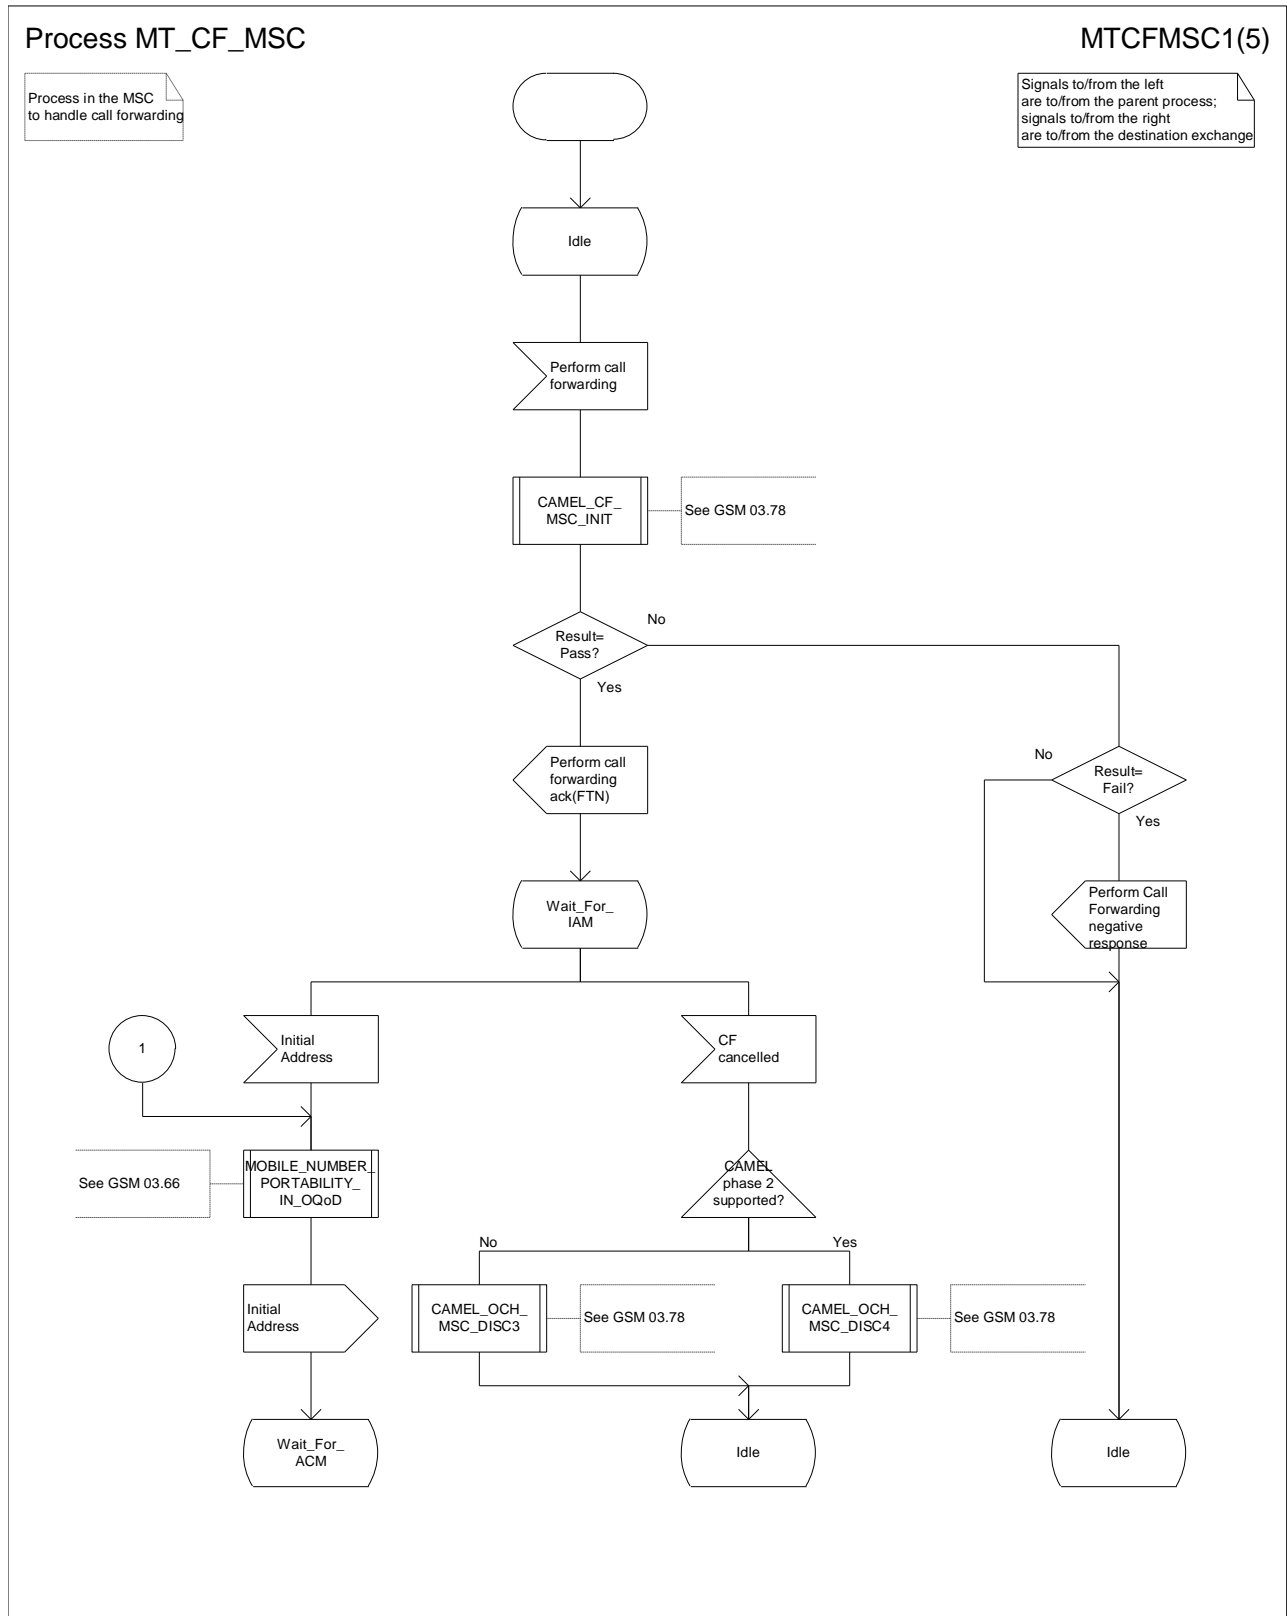 Process MT_CF_MSC
MTCFMSC1(5)
Process in the MSC
to handle call forwarding
Signals to/from the left
are to/from the parent process;
signals to/from the right
are to/from the destination exchange
Idle
Perform call
forwarding
CAMEL_CF_
MSC_INIT
See GSM 03.78
Result=
Pass?
No
Yes
Perform call
forwarding
ack(FTN)
No
Result=
Fail?
Yes
Wait_For_
IAM
Perform Call
Forwarding
negative
response
1
Initial
Address
CF
cancelled
See GSM 03.66
MOBILE_NUMBER_
PORTABILITY_
IN_OQoD
CAMEL
phase 2
supported?
No
Yes
Initial
Address
CAMEL_OCH_
MSC_DISC3
See GSM 03.78
CAMEL_OCH_
MSC_DISC4
See GSM 03.78
Wait_For_
ACM
Idle
Idle